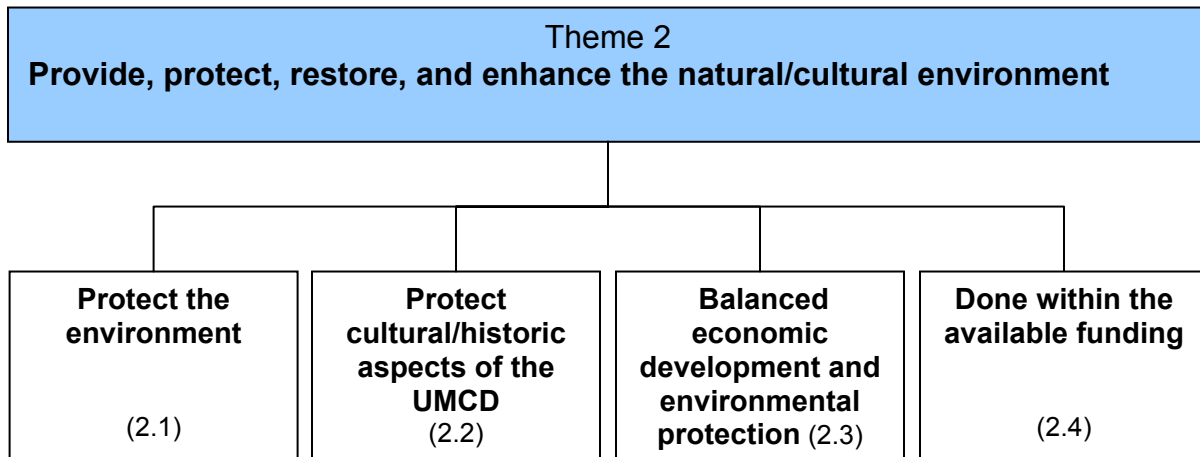 Theme 2
Provide, protect, restore, and enhance the natural/cultural environment
Protect the
environment
(2.1)
Protect
cultural/historic
aspects of the
UMCD
(2.2)
Balanced
economic
development and
environmental
protection (2.3)
Done within the
available funding
(2.4)